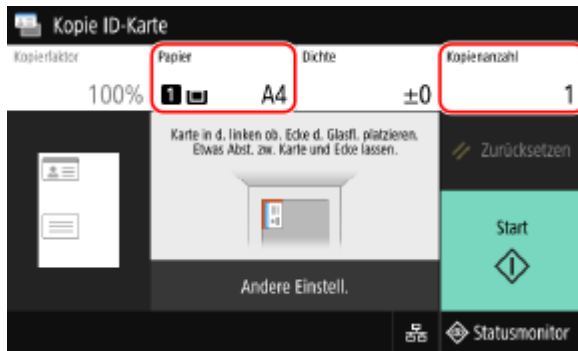 Kopie ID-Karte
Kopierfaktor
100%
Papier
1 A4
Dichte
±0
Kopienanzahl
1
Karte in d. linken ob. Ecke d. Glasfl. platzieren.
Etwas Abst. zw. Karte und Ecke lassen.
Zurücksetzen
Start
Andere Einstell.
Statusmonitor